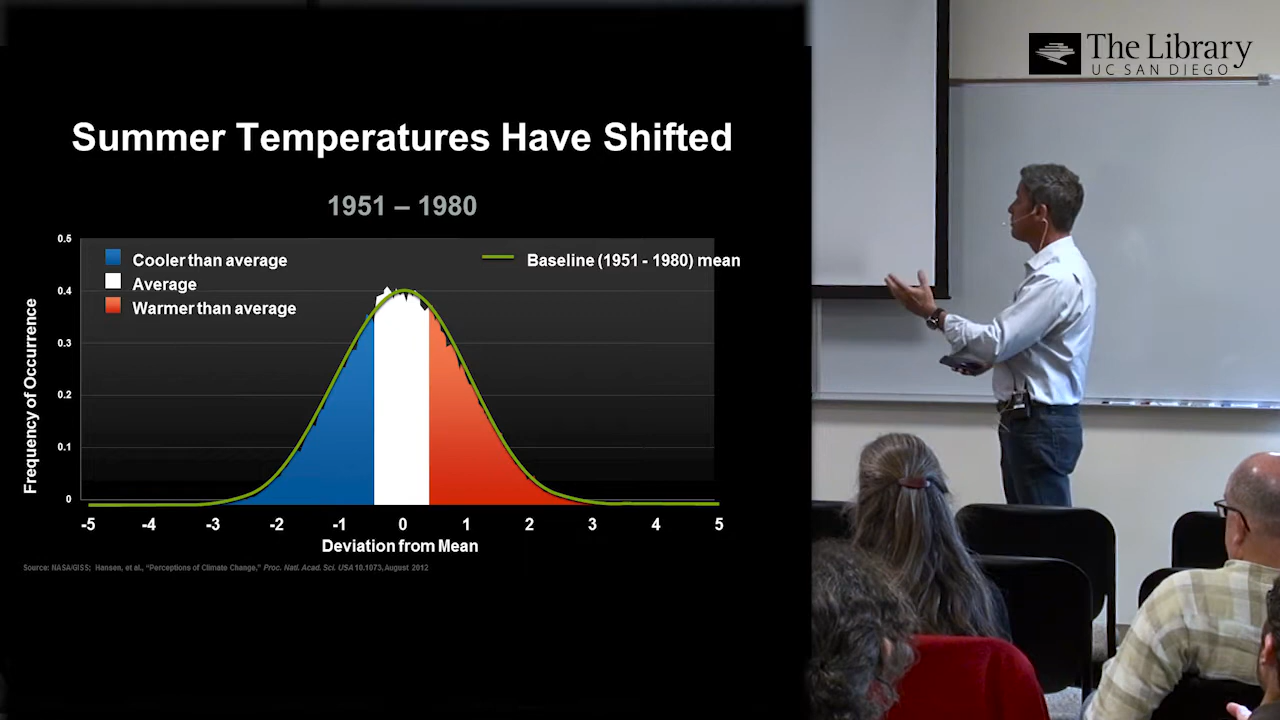 The Library
UC SAN DIEGO
Summer Temperatures Have Shifted
1951 – 1980
Cooler than average
Average
Warmer than average
Baseline (1951 - 1980) mean
Frequency of Occurrence
0.5
0.4
0.3
0.2
0.1
0
-5 -4 -3 -2 -1 0 1 2 3 4 5
Deviation from Mean
Source: NASA/GISS; Hansen, et al., "Perceptions of Climate Change," Proc. Natl. Acad. Sci. USA 10.1073, August 2012